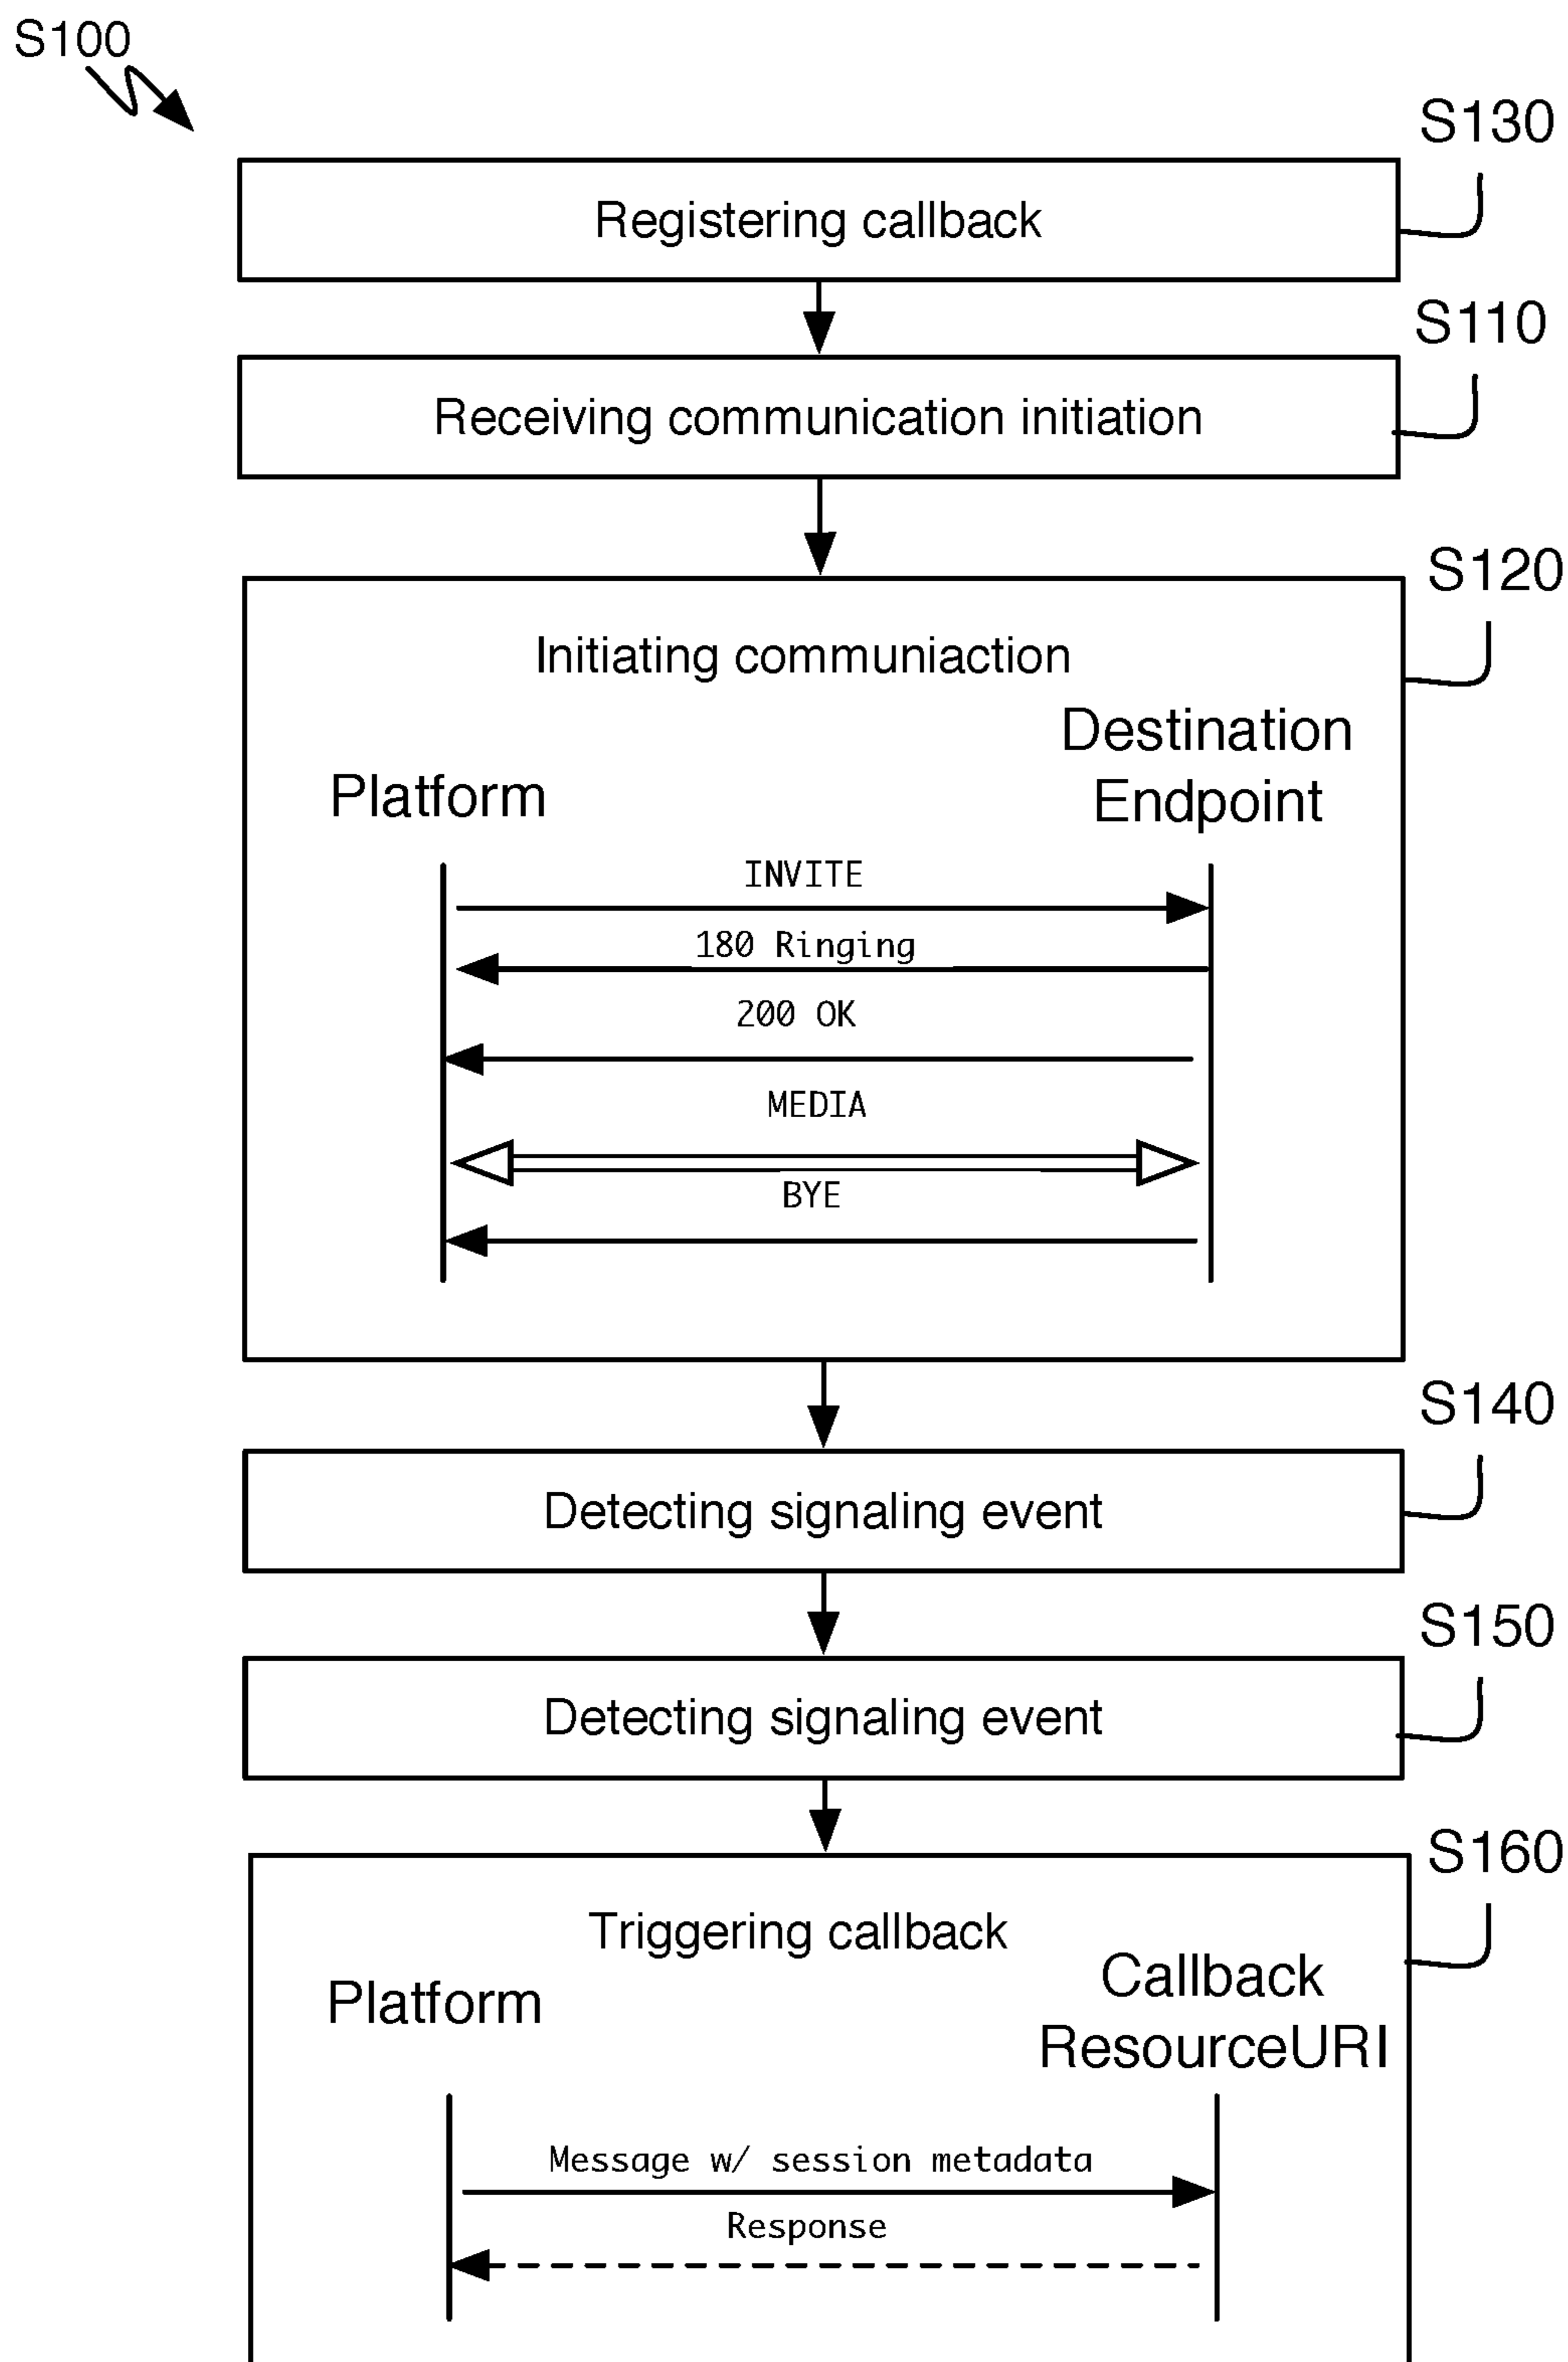 S100
S130
Registering callback
S110
Receiving communication initiation
S120
Initiating communiaction
Destination
Endpoint
Platform
INVITE
180 Ringing
200 OK
MEDIA
BYE
S140
Detecting signaling event
S150
Detecting signaling event
S160
Triggering callback
Callback
ResourceURI
Platform
Message w/ session metadata
Response